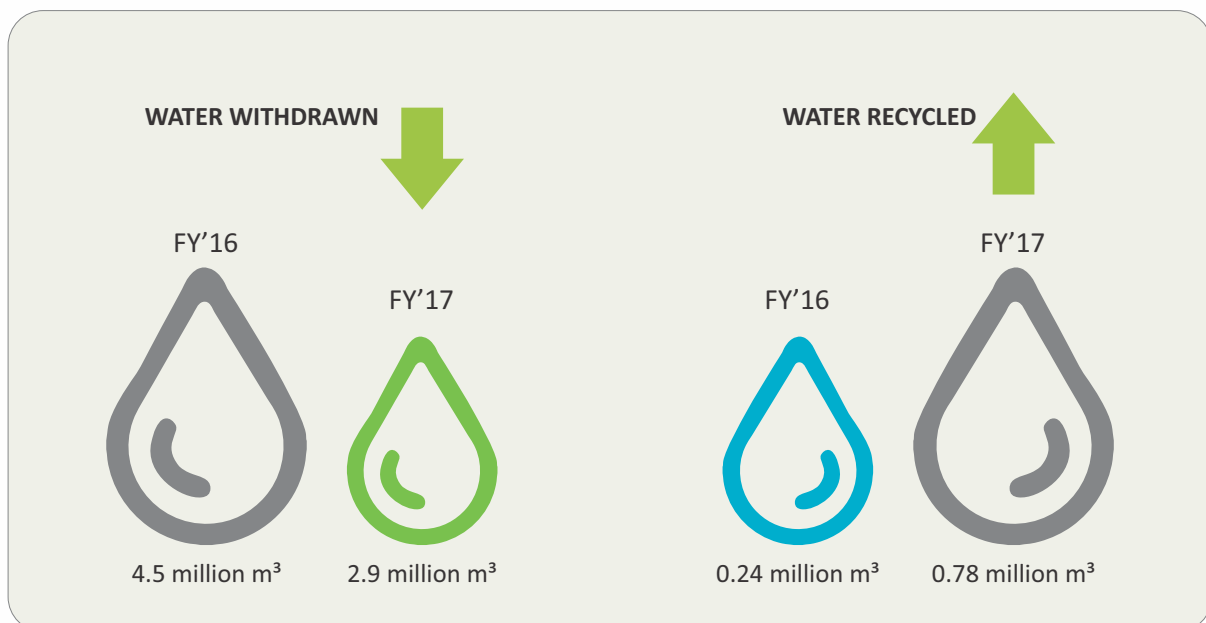 WATER WITHDRAWN
FY’16
FY’17
4.5 million m³
2.9 million m³
WATER RECYCLED
FY’16
FY’17
0.24 million m³
0.78 million m³